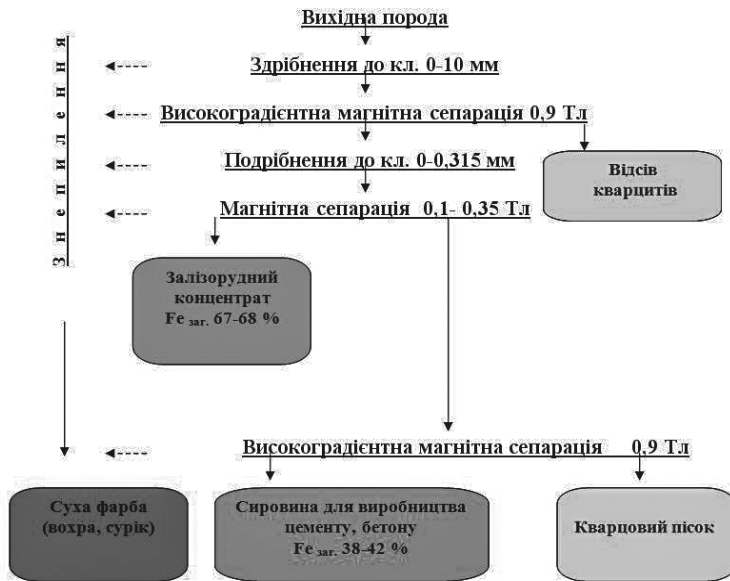 Вихідна порода
Здрібнення до кл. 0-10 мм
Високоградієнтна магнітна сепарація 0,9 Тл
Подрібнення до кл. 0-0,315 мм
Магнітна сепарація 0,1- 0,35 Тл
Знепилення
Відсів
кварцитів
Залізорудний
концентрат
Fe заг. 67-68 %
Високоградієнтна магнітна сепарація 0,9 Тл
Суха фарба
(вохра, сурік)
Сировина для виробництва
цементу, бетону
Fe заг. 38-42 %
Кварцовий пісок